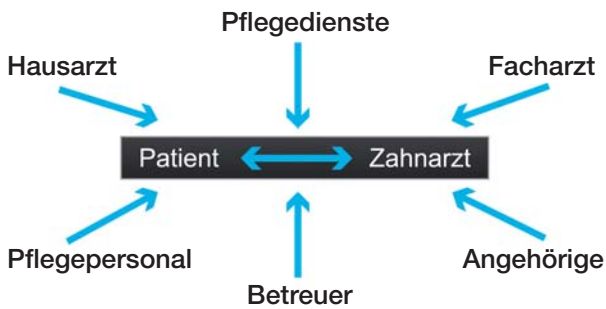 Pflegedienste
Hausarzt
Facharzt
Patient
Zahnarzt
Pflegepersonal
Angehörige
Betreuer